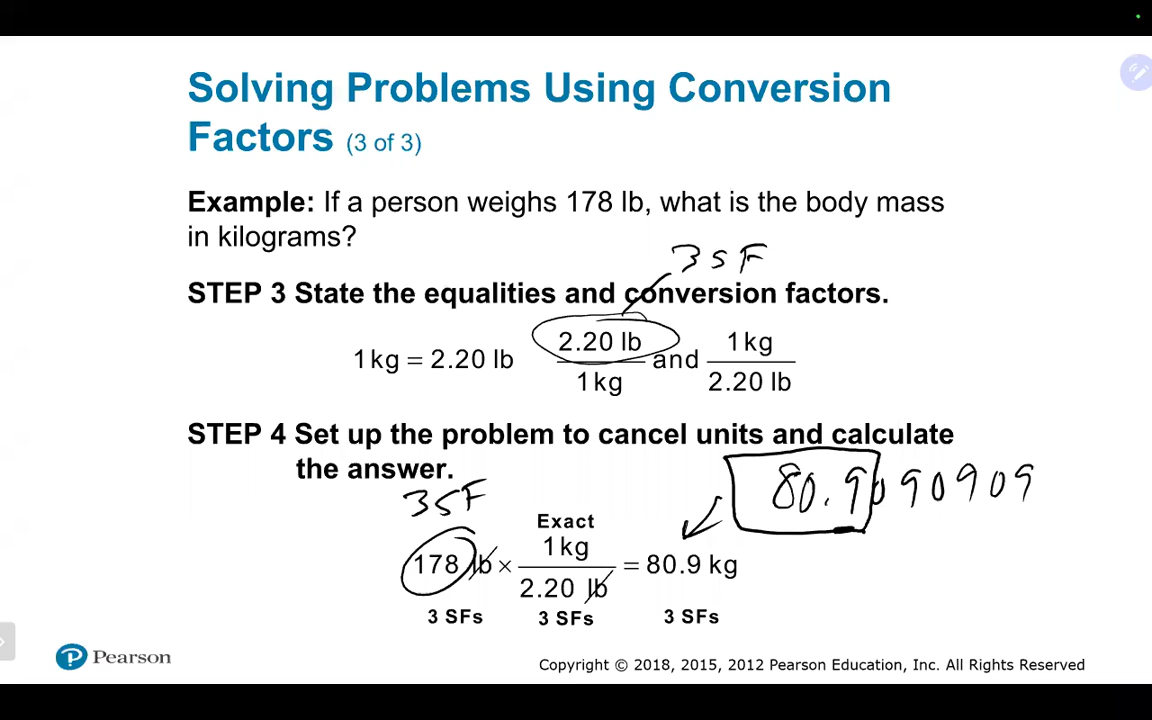 Solving Problems Using Conversion
Factors (3 of 3)
Example: If a person weighs 178 lb, what is the body mass
in kilograms?
3 S F
STEP 3 State the equalities and conversion factors.
1 kg = 2.20 lb 2.20 lb / 1 kg and 1 kg / 2.20 lb
STEP 4 Set up the problem to cancel units and calculate
the answer.
80.9090909
3SF
Exact
178 lb × 1 kg / 2.20 lb = 80.9 kg
3 SFs 3 SFs 3 SFs
P Pearson
Copyright © 2018, 2015, 2012 Pearson Education, Inc. All Rights Reserved